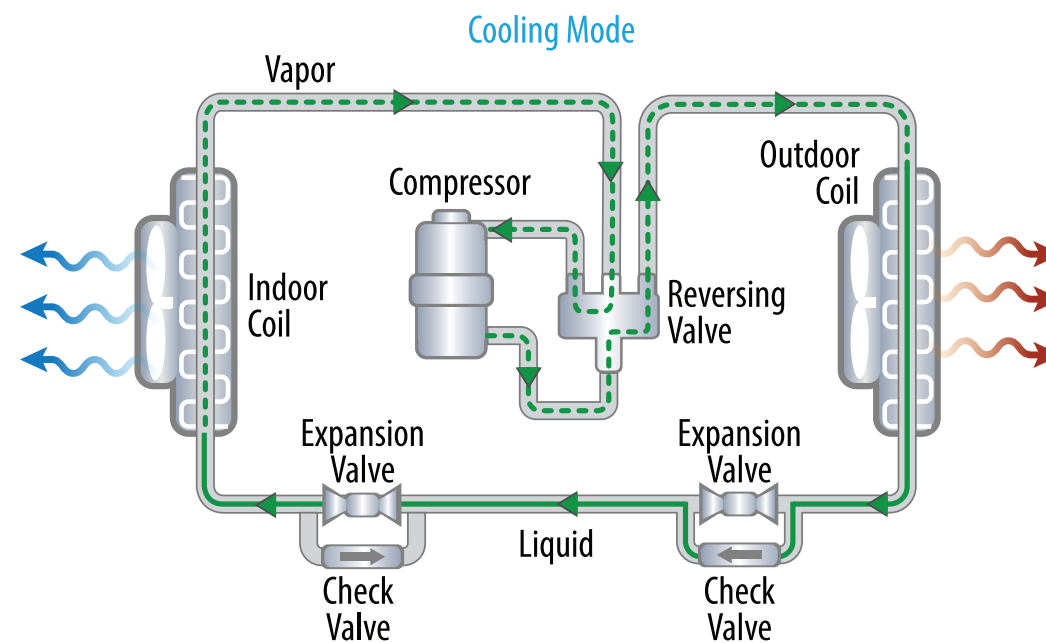 Cooling Mode
Vapor
Compressor
Outdoor
Coil
Indoor
Coil
Reversing
Valve
Expansion
Valve
Expansion
Valve
Liquid
Check
Valve
Check
Valve